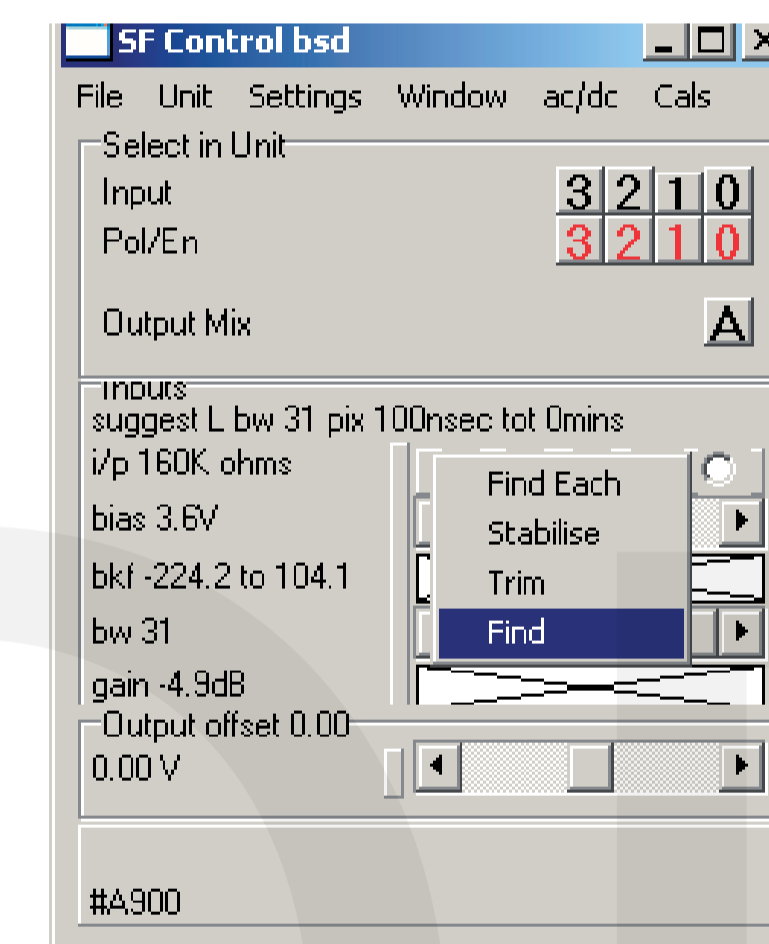 SF Control bsd
File Unit Settings Window ac/dc Cals
Select in Unit
Input 3 2 1 0
Pol/En 3 2 1 0
Output Mix A
Inputs
suggest L bw 31 pix 100nsec tot 0mins
i/p 160K ohms
bias 3.6V
bkf -224.2 to 104.1
bw 31
gain -4.9dB
Find Each
Stabilise
Trim
Find
Output offset 0.00
0.00 V
#A900